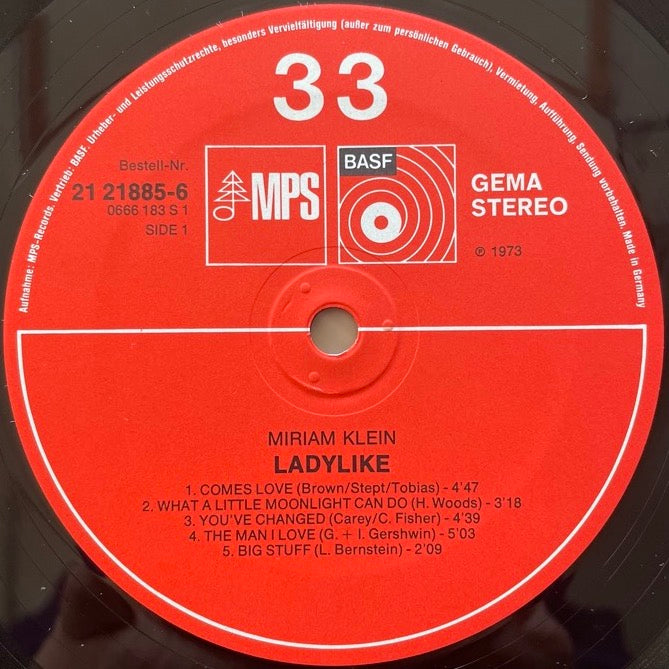 Aufnahme: MPS-Records. Vertrieb: BASF. Urheber- und Leistungsschutzrechte, besonders Vervielfältigung (außer zum persönlichen Gebrauch), Vermietung, Aufführung, Sendung vorbehalten. Made in Germany
33
Bestell-Nr.
21 21885-6
0666 183 S 1
SIDE 1
MPS
BASF
GEMA
STEREO
℗ 1973
MIRIAM KLEIN
LADYLIKE
1. COMES LOVE (Brown/Stept/Tobias) - 4'47
2. WHAT A LITTLE MOONLIGHT CAN DO (H. Woods) - 3'18
3. YOU'VE CHANGED (Carey/C. Fisher) - 4'39
4. THE MAN I LOVE (G. + I. Gershwin) - 5'03
5. BIG STUFF (L. Bernstein) - 2'09